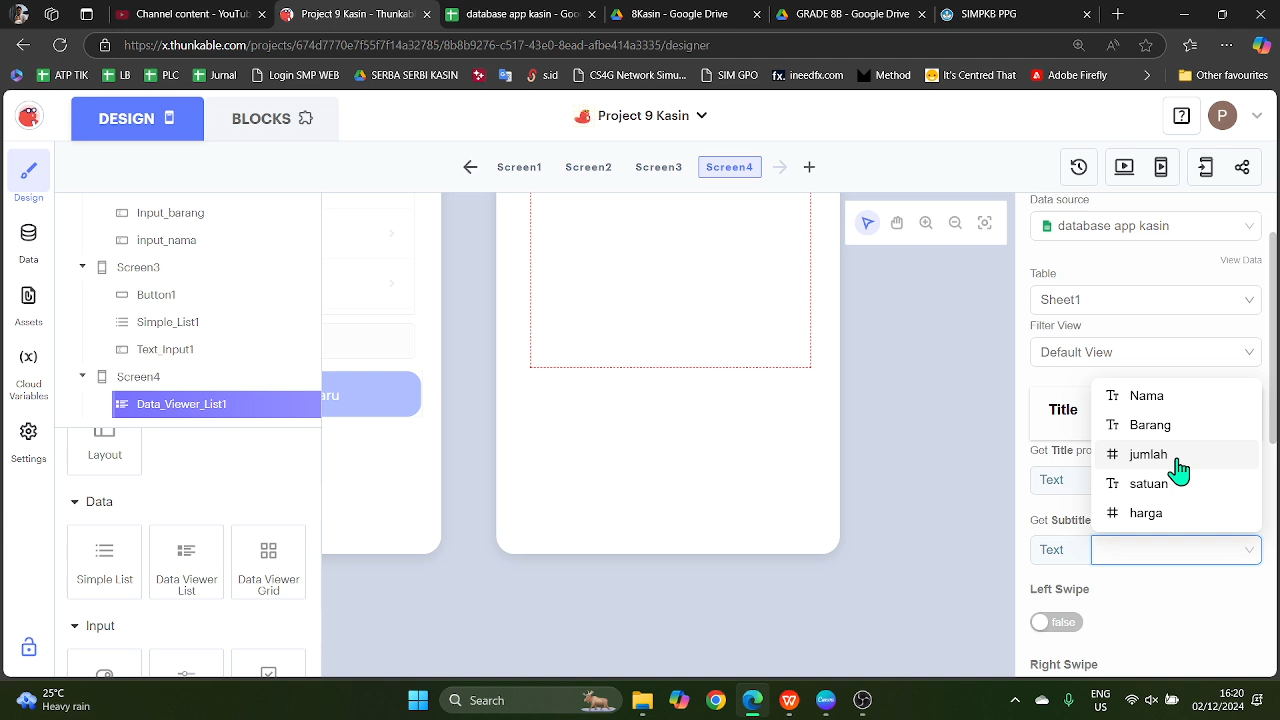 Channel content - YouTub
Project 9 Kasin - Thunkab
database app kasin - Goo
8Kasin - Google Drive
GRADE 8B - Google Drive
SIMPKB PPG
https://x.thunkable.com/projects/674d7770e7f55f7f14a32785/8b8b9276-c517-43e0-8ead-afbe414a3335/designer
ATP TIK
LB
PLC
Jurnal
Login SMP WEB
SERBA SERBI KASIN
sid
CS4G Network Simu...
SIM GCP
inscdfx.com
Medium
It's Central That
Adobe Firefly
Other favourites
DESIGN
BLOCKS
Project 9 Kasin
P
Screen1
Screen2
Screen3
Screen4
Design
Data
Assets
(x)
Cloud
Variables
Settings
Input_barang
input_nama
Screen3
Button1
Simple_List1
Text_Input1
Screen4
Data_Viewer_List1
Layout
Data
Simple List
Data Viewer
List
Data Viewer
Grid
Input
aru
Data source
database app kasin
View Data
Table
Sheet1
Filter View
Default View
Title
Get Title pro
Text
Get Subtitle
Text
Nama
Barang
jumlah
satuan
harga
Left Swipe
false
Right Swipe
25°C
Heavy rain
Search
ENG
US
16:20
02/12/2024